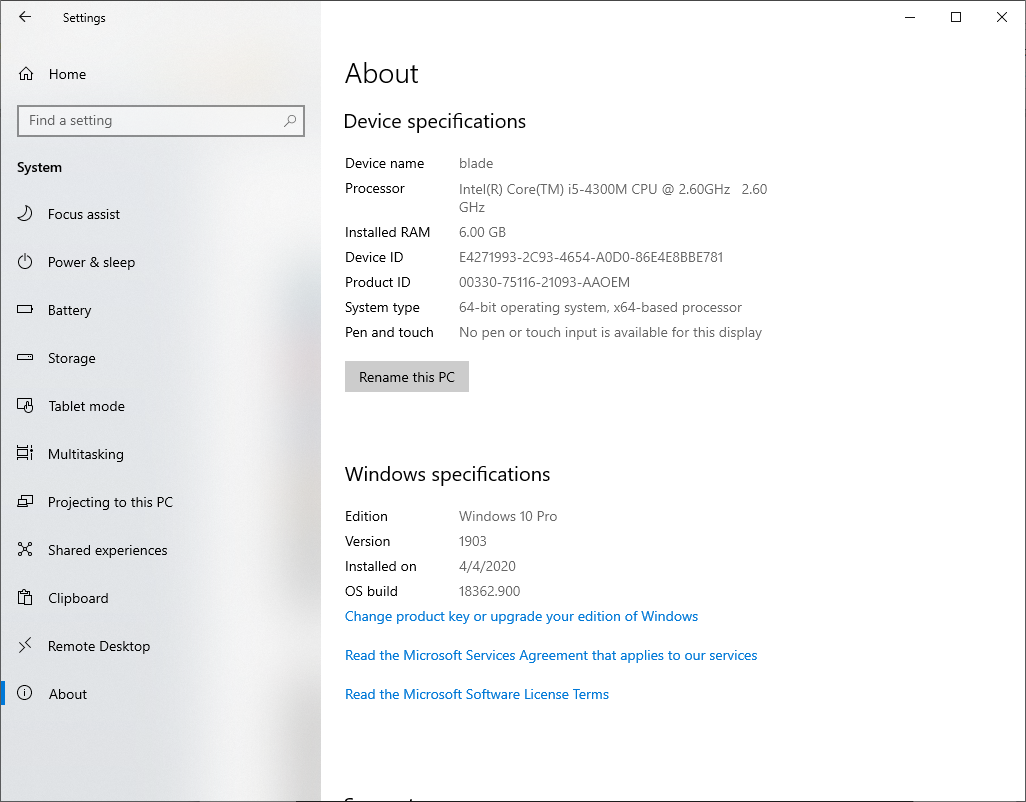 Settings
Home
Find a setting
System
Focus assist
Power & sleep
Battery
Storage
Tablet mode
Multitasking
Projecting to this PC
Shared experiences
Clipboard
Remote Desktop
About
About
Device specifications
Device name blade
Processor Intel(R) Core(TM) i5-4300M CPU @ 2.60GHz 2.60
GHz
Installed RAM 6.00 GB
Device ID E4271993-2C93-4654-A0D0-86E4E8BBE781
Product ID 00330-75116-21093-AAOEM
System type 64-bit operating system, x64-based processor
Pen and touch No pen or touch input is available for this display
Rename this PC
Windows specifications
Edition Windows 10 Pro
Version 1903
Installed on 4/4/2020
OS build 18362.900
Change product key or upgrade your edition of Windows
Read the Microsoft Services Agreement that applies to our services
Read the Microsoft Software License Terms